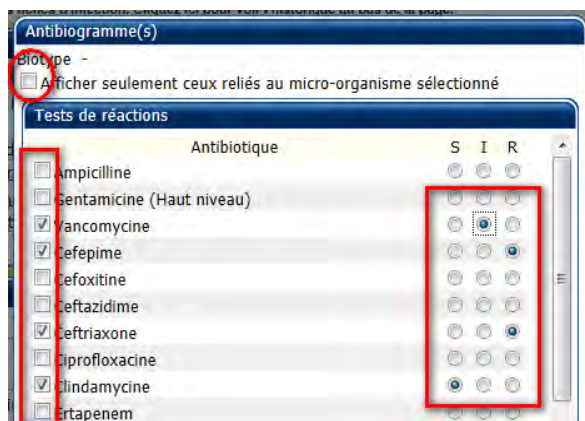 Antibiogramme(s)
Biotype -
Afficher seulement ceux reliés au micro-organisme sélectionné
Tests de réactions
Antibiotique S I R
Ampicilline
Gentamicine (Haut niveau)
Vancomycine
Cefepime
Cefoxitine
Ceftazidime
Ceftriaxone
Ciprofloxacine
Clindamycine
Ertapenem